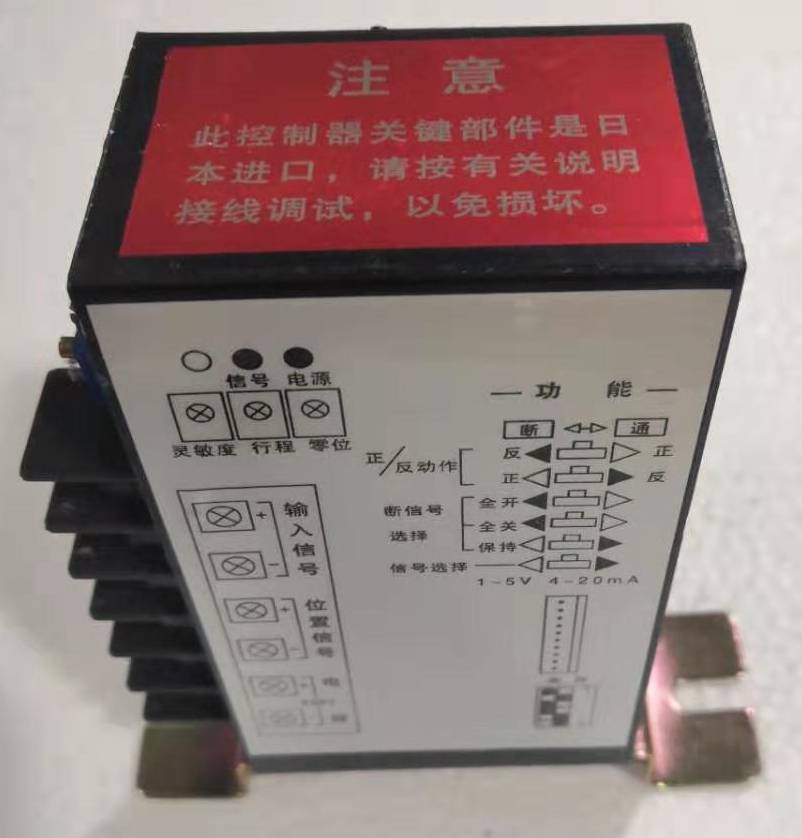 注 意
此控制器关键部件是日
本进口，请按有关说明
接线调试，以免损坏。
信号 电源
灵敏度 行程 零位
+ 输入信号
-
+ 位置信号
-
+ 电
-
— 功 能 —
断 通
正/反动作
反 正
正 反
断信号选择
全开
全关
保持
信号选择
1~5V 4~20mA